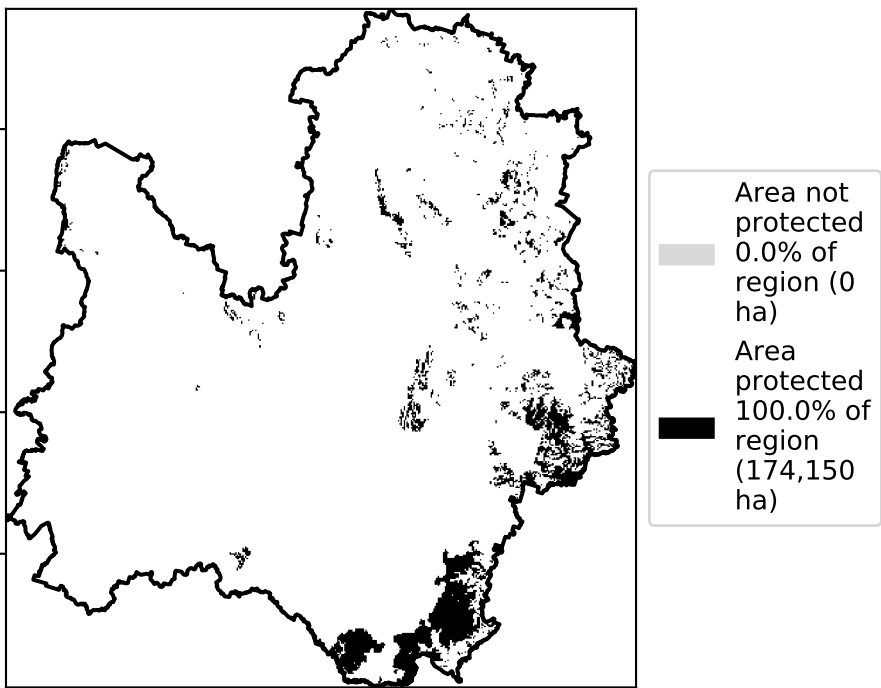 Area not
protected
0.0% of
region (0
ha)
Area
protected
100.0% of
region
(174,150
ha)